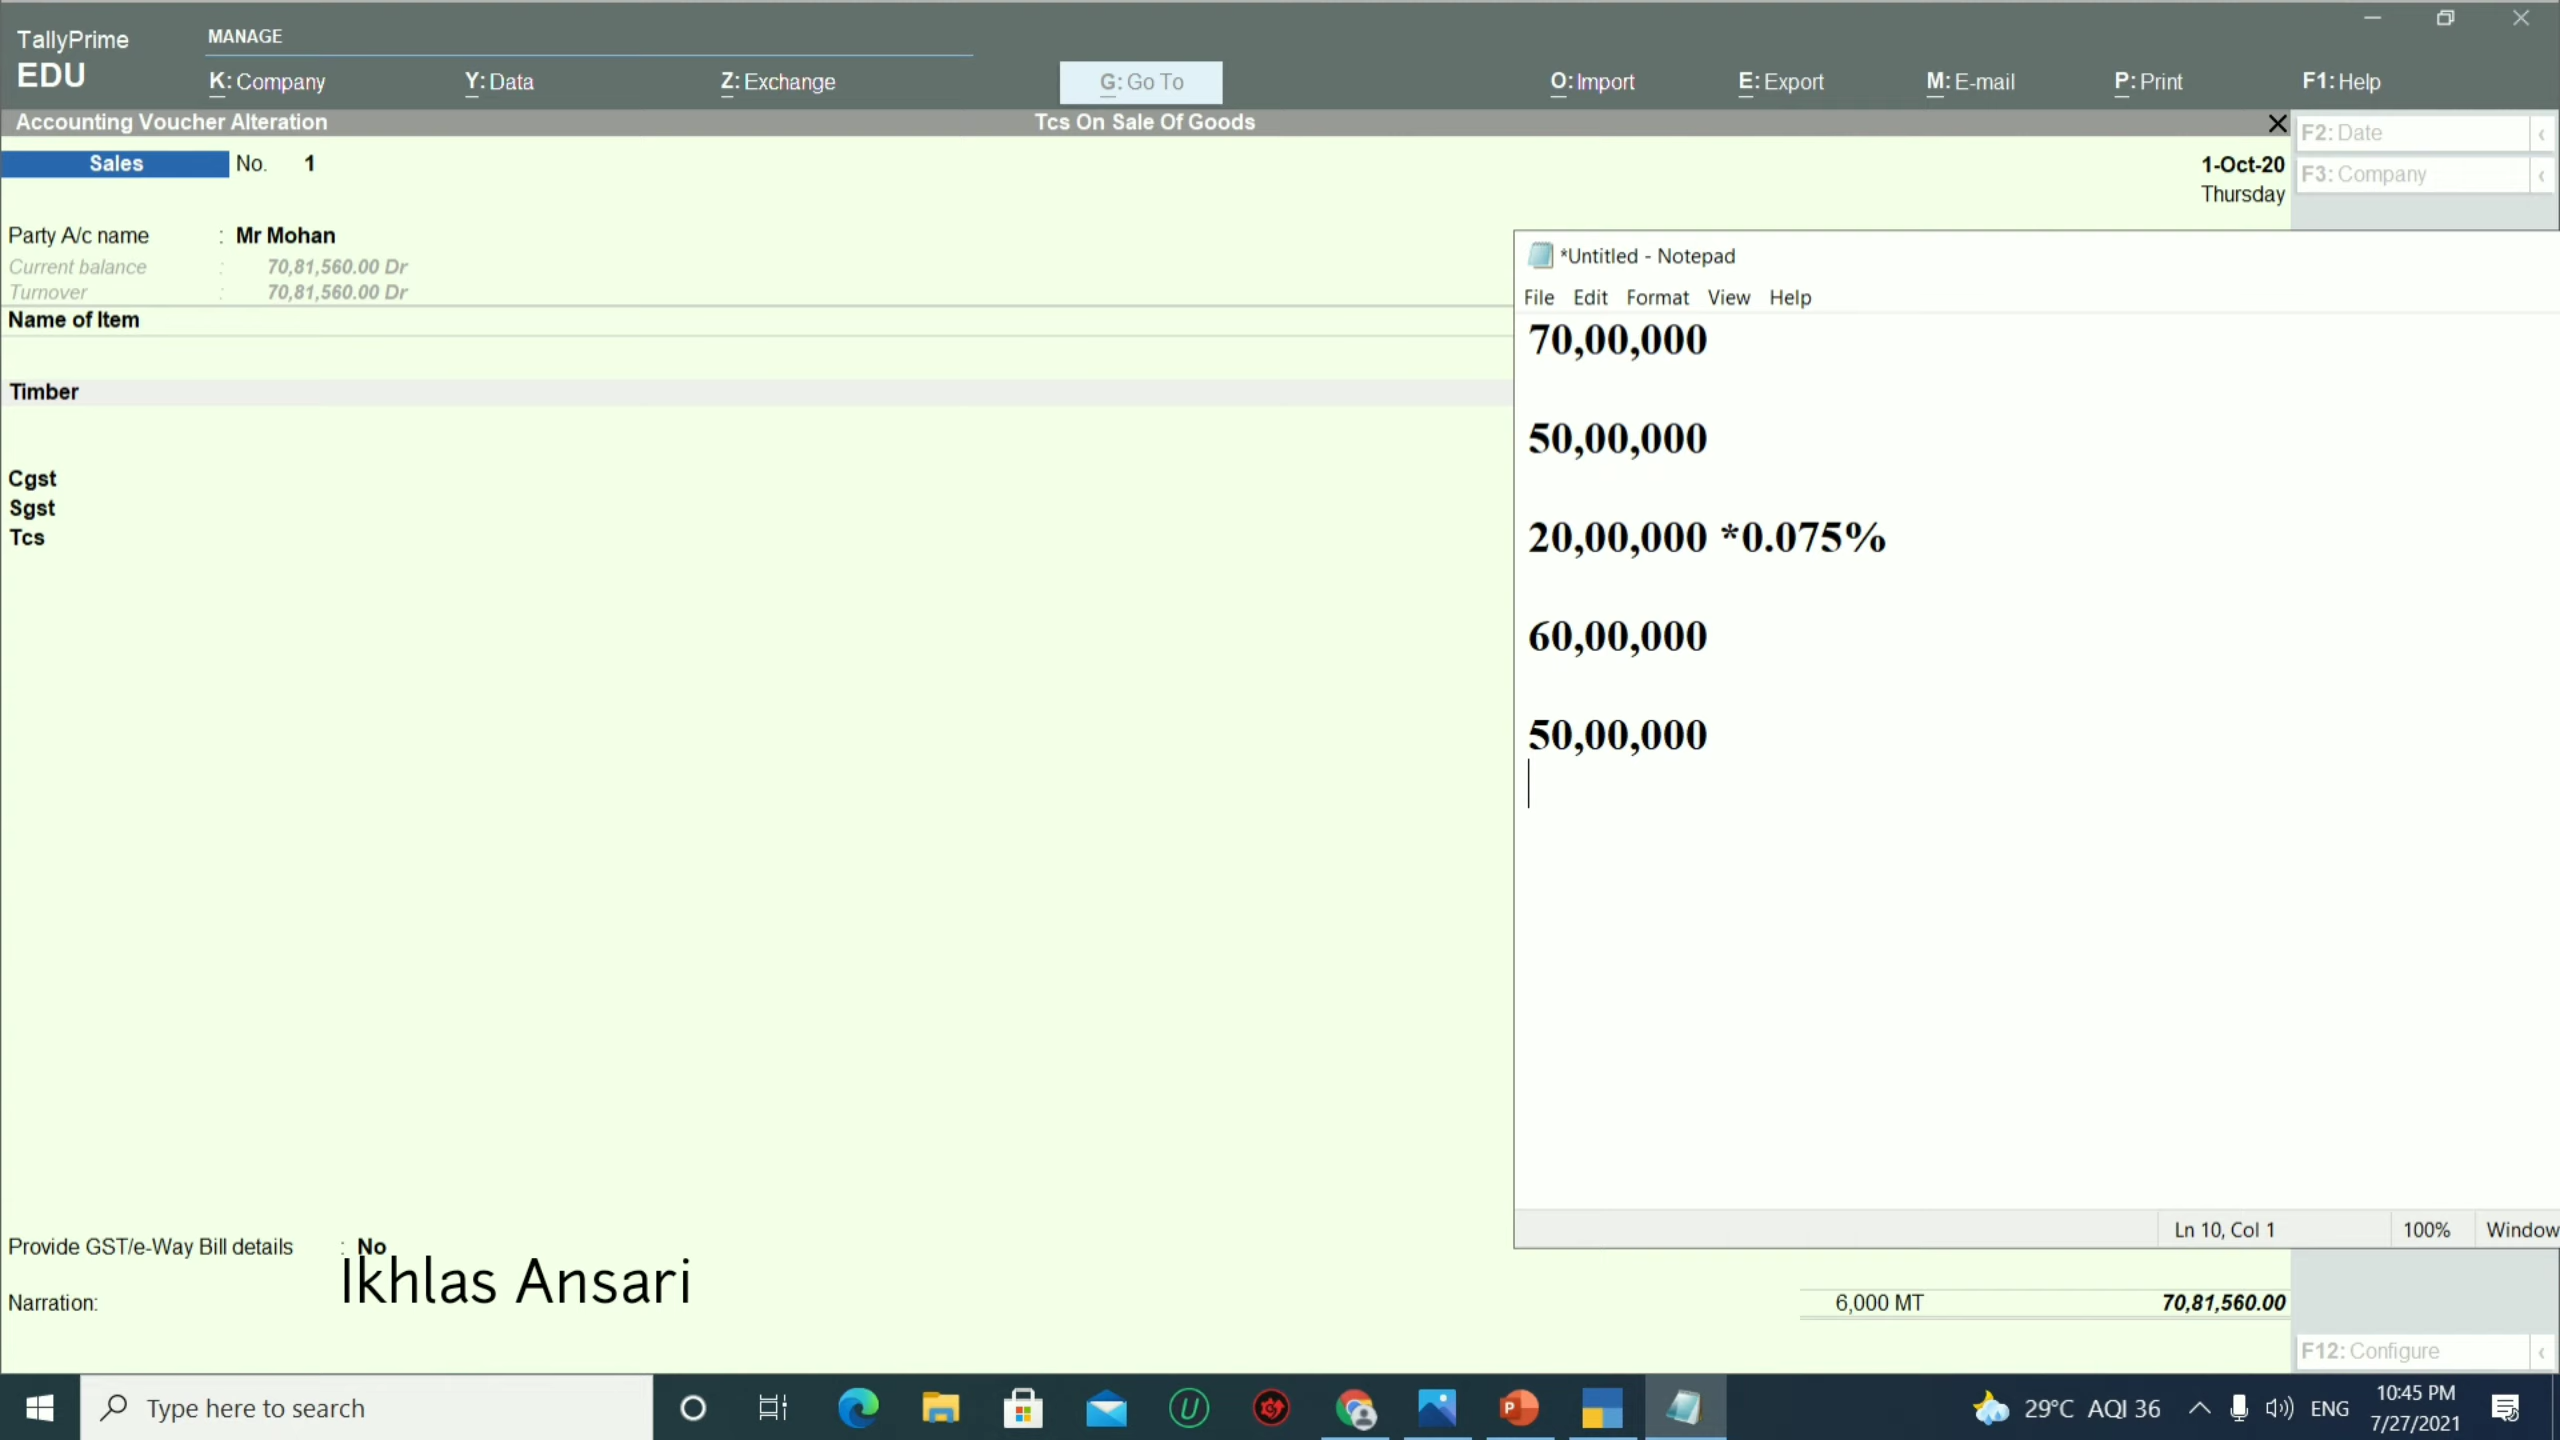 TallyPrime
EDU
MANAGE
K: Company Y: Data Z: Exchange G: Go To O: Import E: Export M: E-mail P: Print F1: Help
Accounting Voucher Alteration Tcs On Sale Of Goods
F2: Date
F3: Company
Sales No. 1 1-Oct-20
Thursday
Party A/c name : Mr Mohan
Current balance : 70,81,560.00 Dr
Turnover : 70,81,560.00 Dr
Name of Item
Timber
Cgst
Sgst
Tcs
*Untitled - Notepad
File Edit Format View Help
70,00,000
50,00,000
20,00,000 *0.075%
60,00,000
50,00,000
Ln 10, Col 1 100% Window
Provide GST/e-Way Bill details : No
Ikhlas Ansari
Narration:
6,000 MT 70,81,560.00
F12: Configure
Type here to search
29°C AQI 36 ENG 10:45 PM
7/27/2021